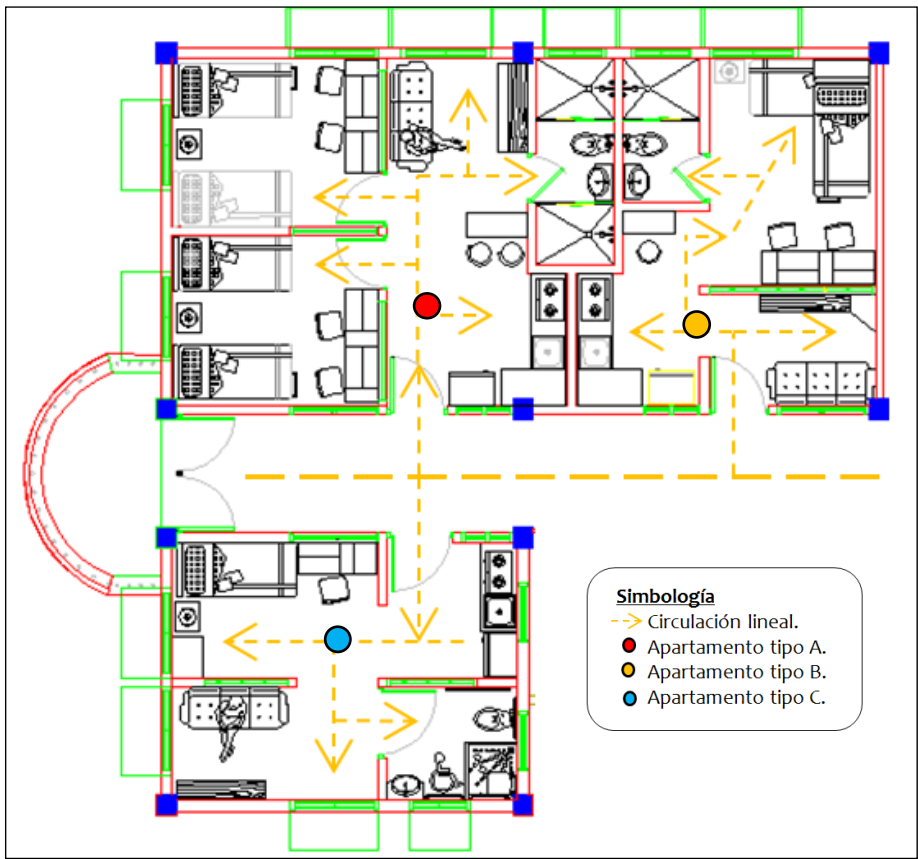 Simbología
Circulación lineal.
Apartamento tipo A.
Apartamento tipo B.
Apartamento tipo C.